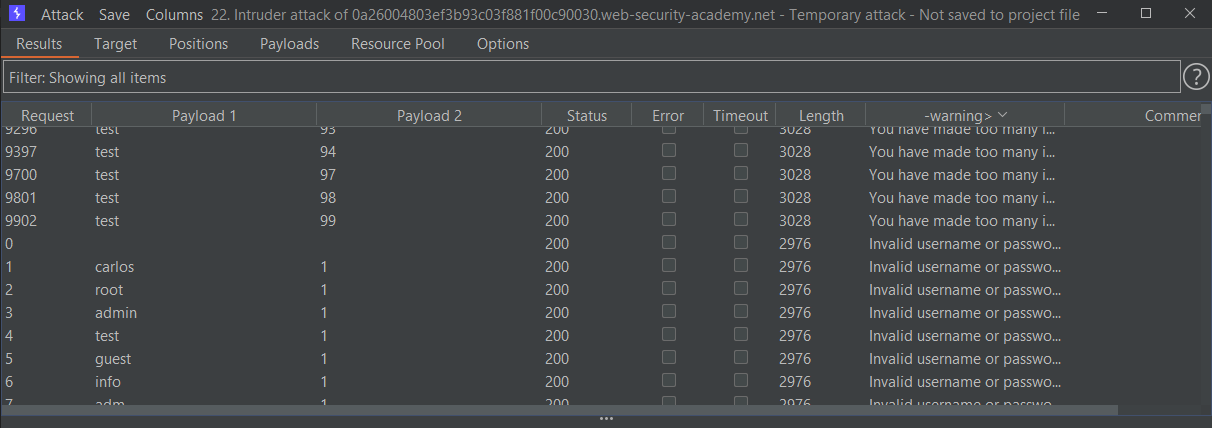 Attack Save Columns 22. Intruder attack of 0a26004803ef3b93c03f881f00c90030.web-security-academy.net - Temporary attack - Not saved to project file
Results Target Positions Payloads Resource Pool Options
Filter: Showing all items ?
Request Payload 1 Payload 2 Status Error Timeout Length -warning> Commen
9296 test 93 200 3028 You have made too many i...
9397 test 94 200 3028 You have made too many i...
9700 test 97 200 3028 You have made too many i...
9801 test 98 200 3028 You have made too many i...
9902 test 99 200 3028 You have made too many i...
0 200 2976 Invalid username or passwo...
1 carlos 1 200 2976 Invalid username or passwo...
2 root 1 200 2976 Invalid username or passwo...
3 admin 1 200 2976 Invalid username or passwo...
4 test 1 200 2976 Invalid username or passwo...
5 guest 1 200 2976 Invalid username or passwo...
6 info 1 200 2976 Invalid username or passwo...
7 adm 1 200 2976 Invalid username or passwo...